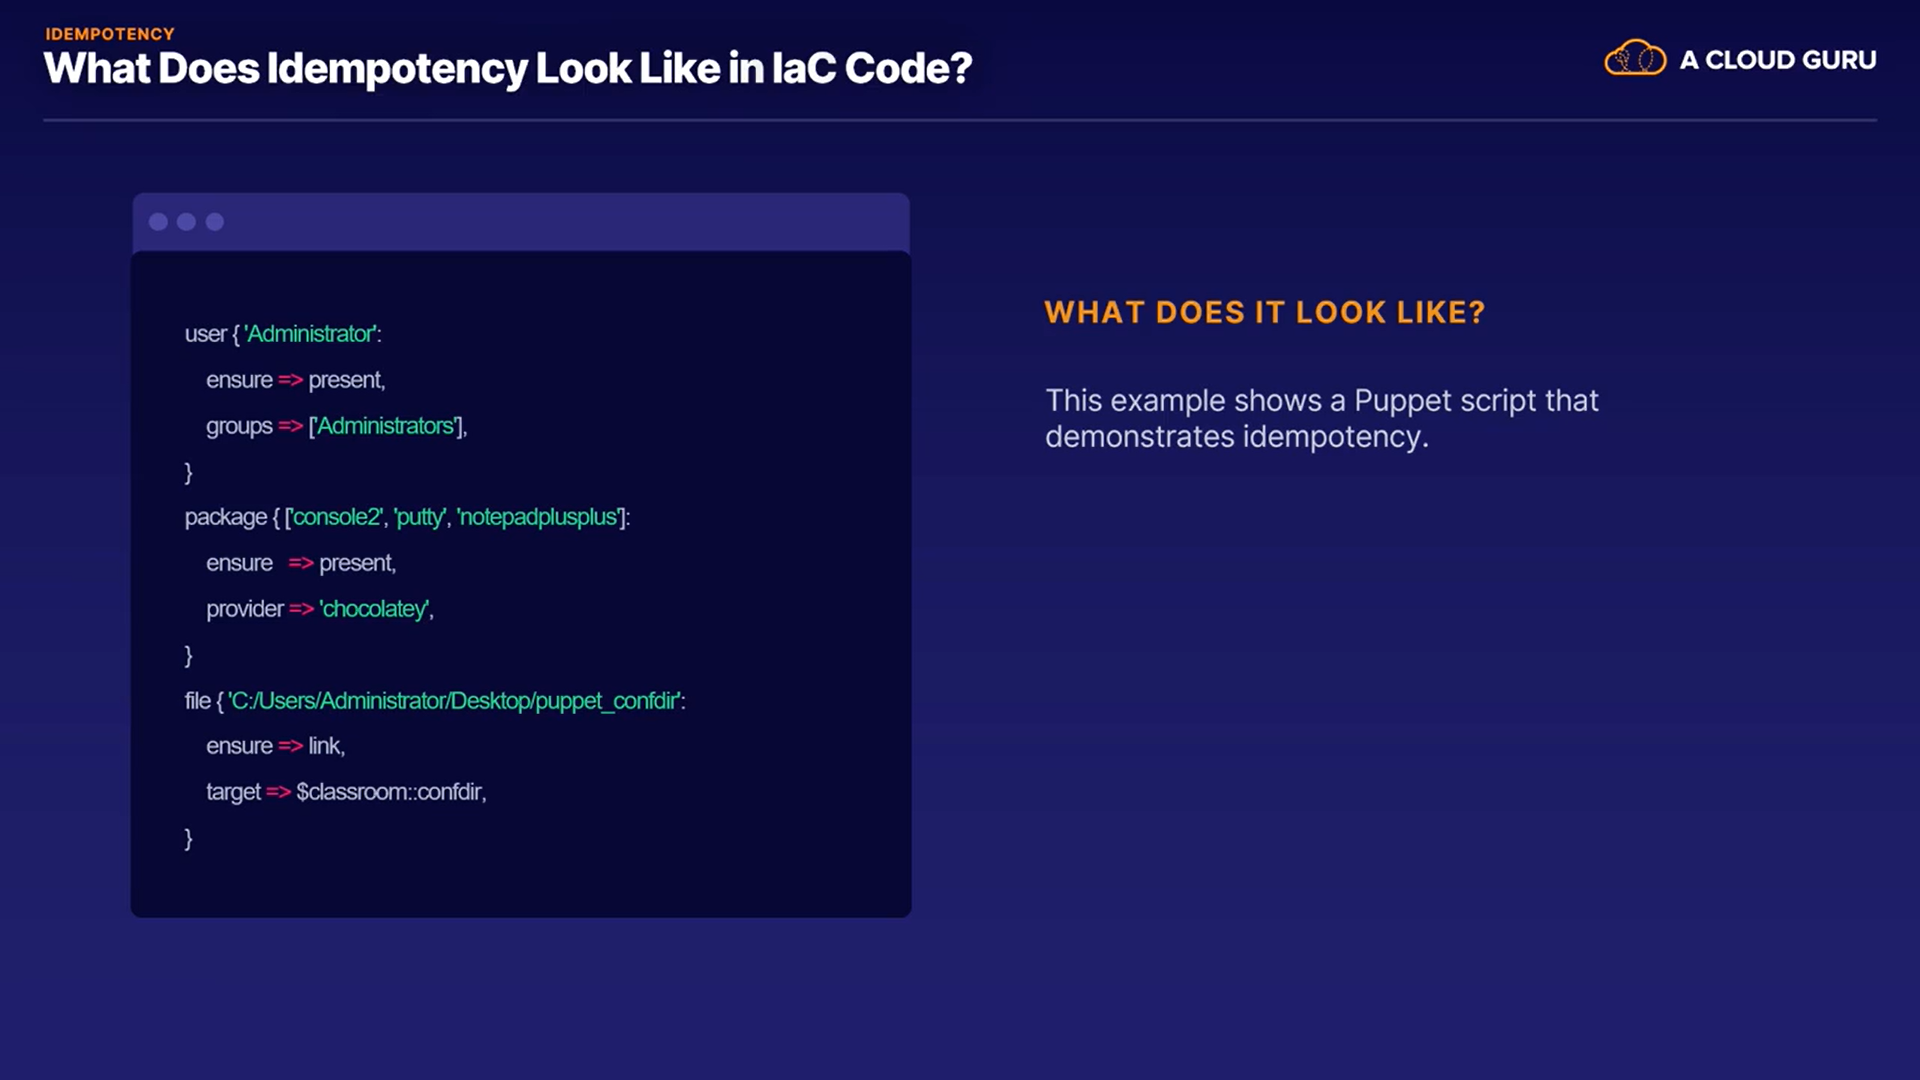 IDEMPOTENCY
What Does Idempotency Look Like in IaC Code?
A CLOUD GURU
user { 'Administrator':
ensure => present,
groups => ['Administrators'],
}
package { ['console2', 'putty', 'notepadplusplus']:
ensure => present,
provider => 'chocolatey',
}
file { 'C:/Users/Administrator/Desktop/puppet_confdir':
ensure => link,
target => $classroom::confdir,
}
WHAT DOES IT LOOK LIKE?
This example shows a Puppet script that
demonstrates idempotency.